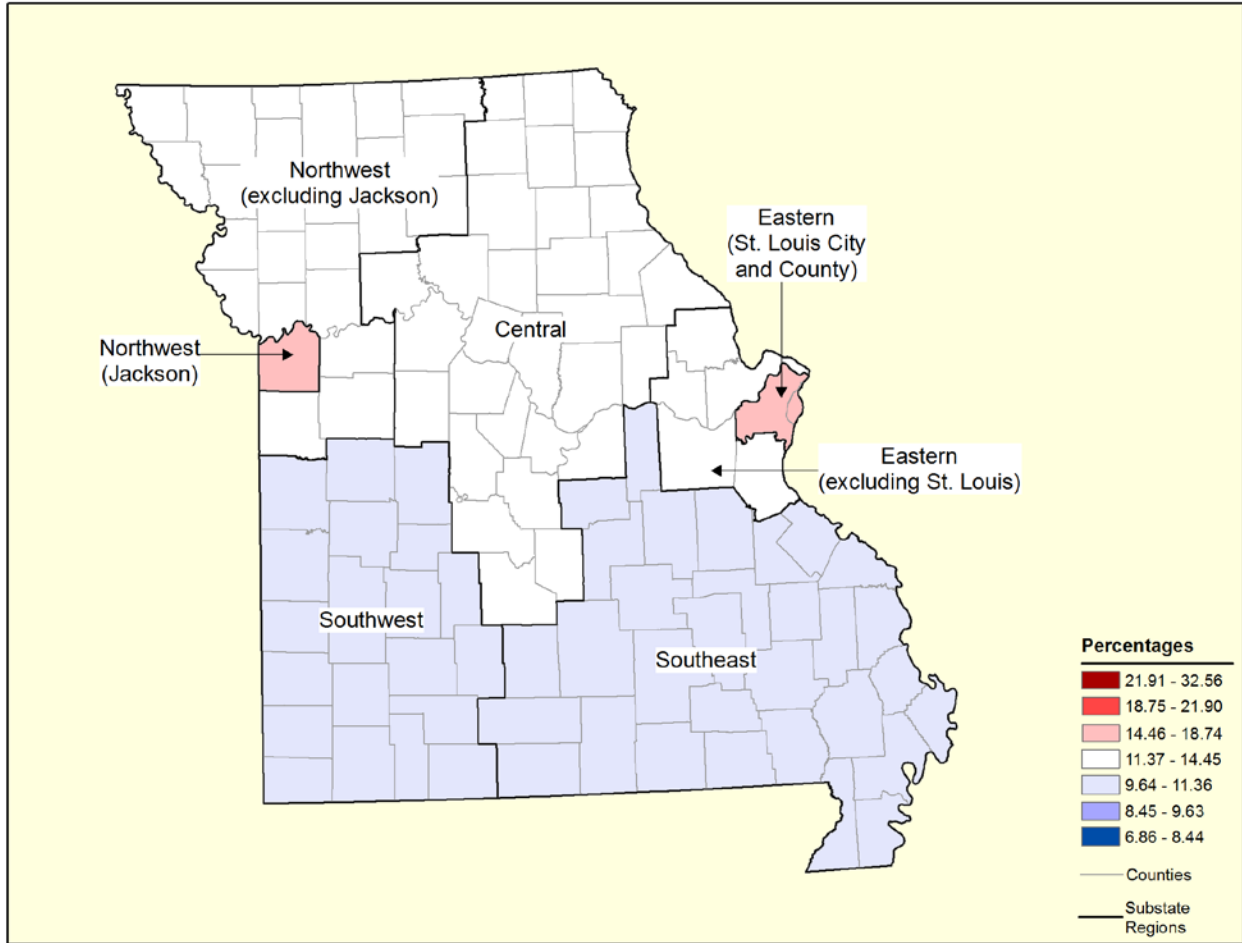 Northwest
(excluding Jackson)
Eastern
(St. Louis City
and County)
Central
Northwest
(Jackson)
Eastern
(excluding St. Louis)
Southwest
Southeast
Percentages
21.91 - 32.56
18.75 - 21.90
14.46 - 18.74
11.37 - 14.45
9.64 - 11.36
8.45 - 9.63
6.86 - 8.44
Counties
Substate
Regions